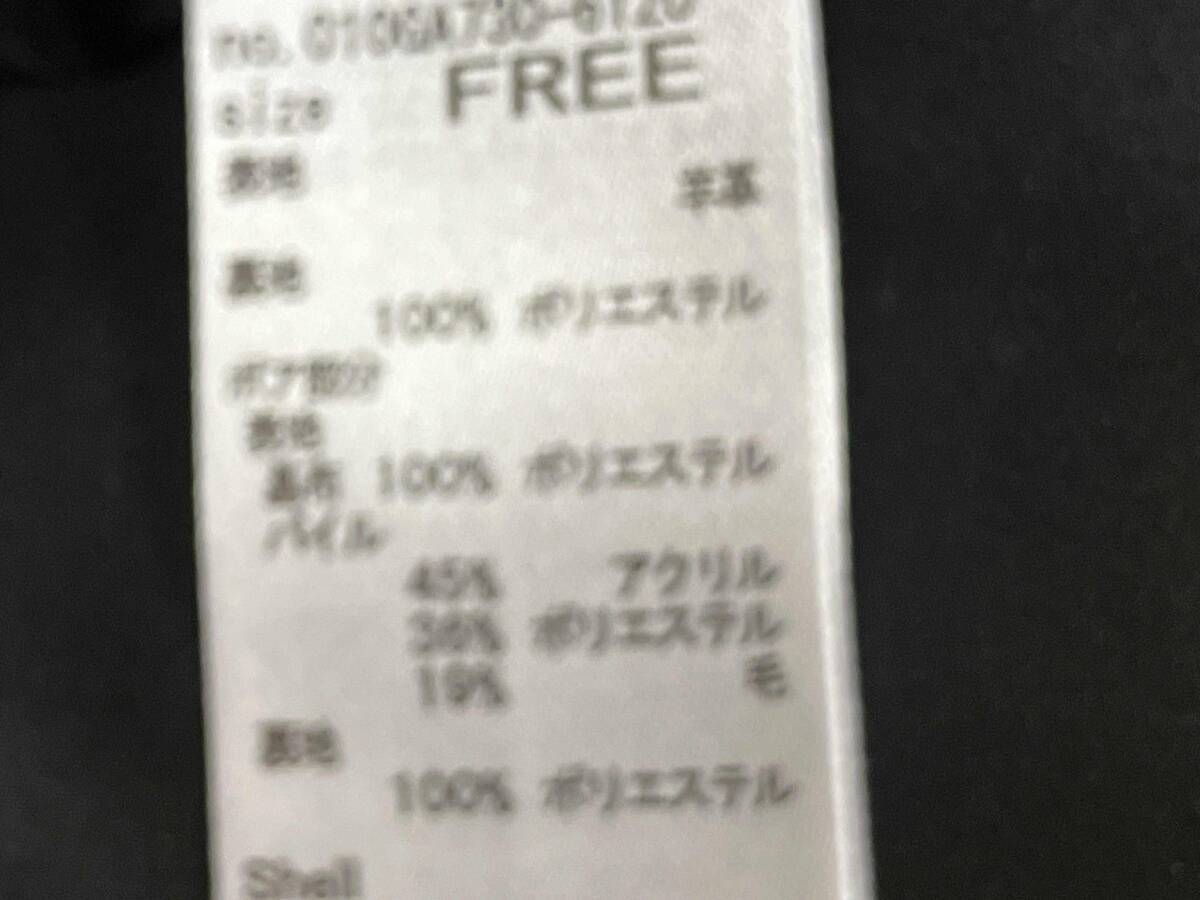 no.
size FREE
表地 羊革
裏地
100% ポリエステル
ボア部分
表地
基布 100% ポリエステル
パイル
45% アクリル
36% ポリエステル
19% 毛
裏地
100% ポリエステル
Shell